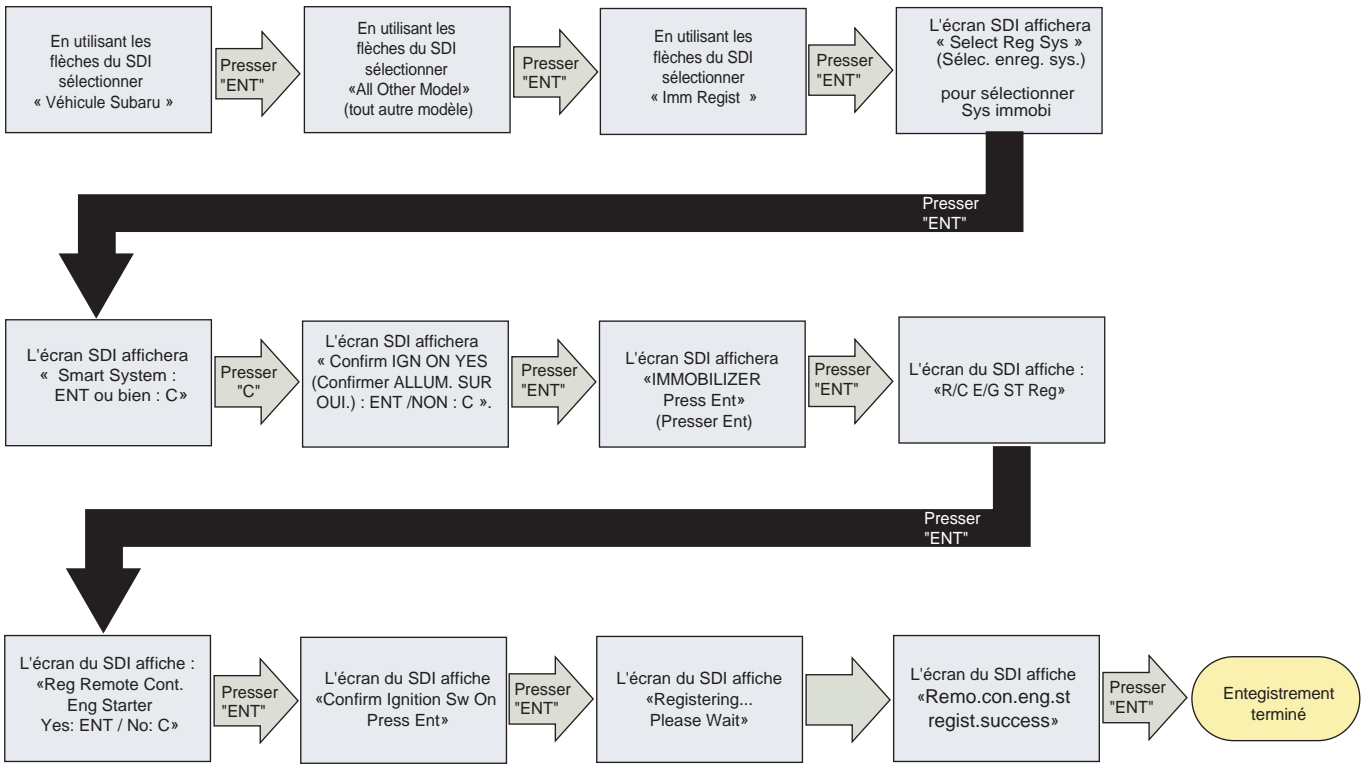 En utilisant les
flèches du SDI
sélectionner
« Véhicule Subaru »
Presser
"ENT"
En utilisant les
flèches du SDI
sélectionner
«All Other Model»
(tout autre modèle)
Presser
"ENT"
En utilisant les
flèches du SDI
sélectionner
« Imm Regist »
Presser
"ENT"
L'écran SDI affichera
« Select Reg Sys »
(Sélec. enreg. sys.)
pour sélectionner
Sys immobi
Presser
"ENT"
L'écran SDI affichera
« Smart System :
ENT ou bien : C»
Presser
"C"
L'écran SDI affichera
« Confirm IGN ON YES
(Confirmer ALLUM. SUR
OUI.) : ENT /NON : C ».
Presser
"ENT"
L'écran SDI affichera
«IMMOBILIZER
Press Ent»
(Presser Ent)
Presser
"ENT"
L'écran du SDI affiche :
«R/C E/G ST Reg»
Presser
"ENT"
L'écran du SDI affiche :
«Reg Remote Cont.
Eng Starter
Yes: ENT / No: C»
Presser
"ENT"
L'écran du SDI affiche
«Confirm Ignition Sw On
Press Ent»
Presser
"ENT"
L'écran du SDI affiche
«Registering...
Please Wait»
L'écran du SDI affiche
«Remo.con.eng.st
regist.success»
Presser
"ENT"
Entegistrement
terminé